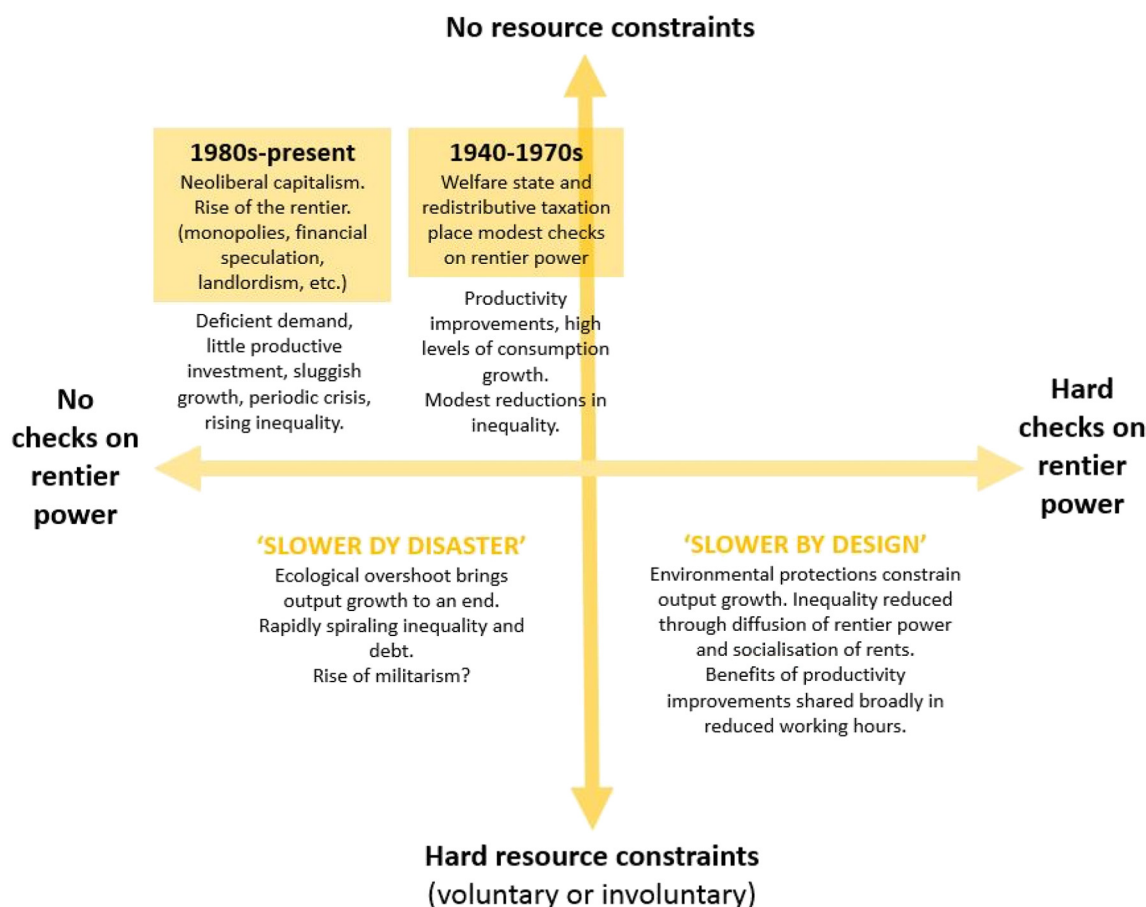 No resource constraints
1980s-present
Neoliberal capitalism.
Rise of the rentier.
(monopolies, financial
speculation,
landlordism, etc.)
Deficient demand,
little productive
investment, sluggish
growth, periodic crisis,
rising inequality.
1940-1970s
Welfare state and
redistributive taxation
place modest checks
on rentier power
Productivity
improvements, high
levels of consumption
growth.
Modest reductions in
inequality.
No
checks on
rentier
power
Hard
checks on
rentier
power
‘SLOWER DY DISASTER’
Ecological overshoot brings
output growth to an end.
Rapidly spiraling inequality and
debt.
Rise of militarism?
‘SLOWER BY DESIGN’
Environmental protections constrain
output growth. Inequality reduced
through diffusion of rentier power
and socialisation of rents.
Benefits of productivity
improvements shared broadly in
reduced working hours.
Hard resource constraints
(voluntary or involuntary)